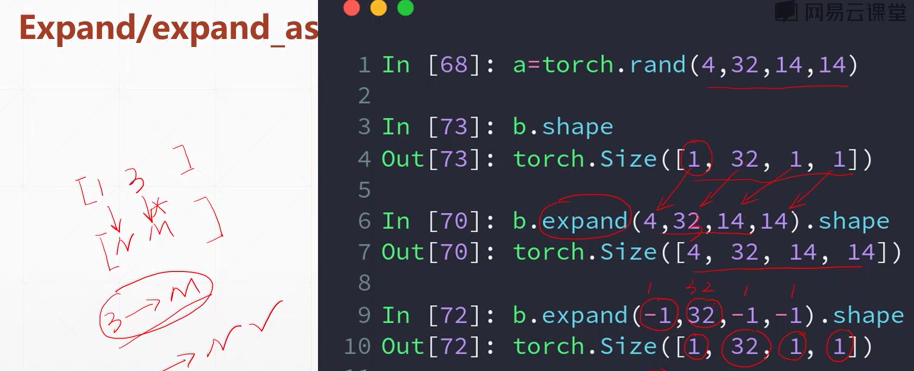 Expand/expand_as
网易云课堂
1 In [68]: a=torch.rand(4,32,14,14)
2
3 In [73]: b.shape
4 Out[73]: torch.Size([1, 32, 1, 1])
5
6 In [70]: b.expand(4,32,14,14).shape
7 Out[70]: torch.Size([4, 32, 14, 14])
8
1 32 1 1
9 In [72]: b.expand(-1,32,-1,-1).shape
10 Out[72]: torch.Size([1, 32, 1, 1])
[1 3 ]
[N M ]
3 → M
→ N